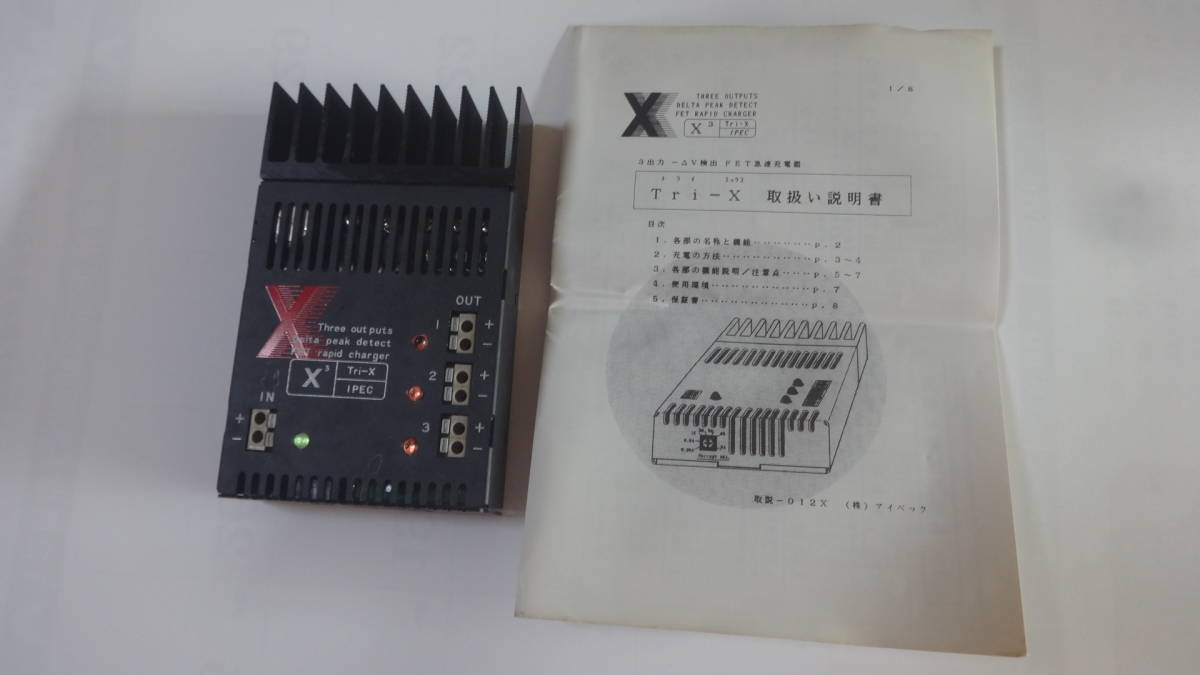 OUT
1
+
−
Three outputs
Delta peak detect
FET rapid charger
X³
Tri-X
IPEC
2
+
−
IN
+
−
3
+
−
1／8
X
THREE OUTPUTS
DELTA PEAK DETECT
FET RAPID CHARGER
X³
Tri-X
IPEC
3出力 −ΔV検出 FET急速充電器
トライ ミックス
Tri−X 取扱い説明書
目次
1．各部の名称と機能‥‥‥‥‥p．2
2．充電の方法‥‥‥‥‥‥‥‥p．3〜4
3．各部の機能説明／注意点‥‥p．5〜7
4．使用環境‥‥‥‥‥‥‥‥‥p．7
5．保証書‥‥‥‥‥‥‥‥‥‥p．8
取説−012X （株）アイペック